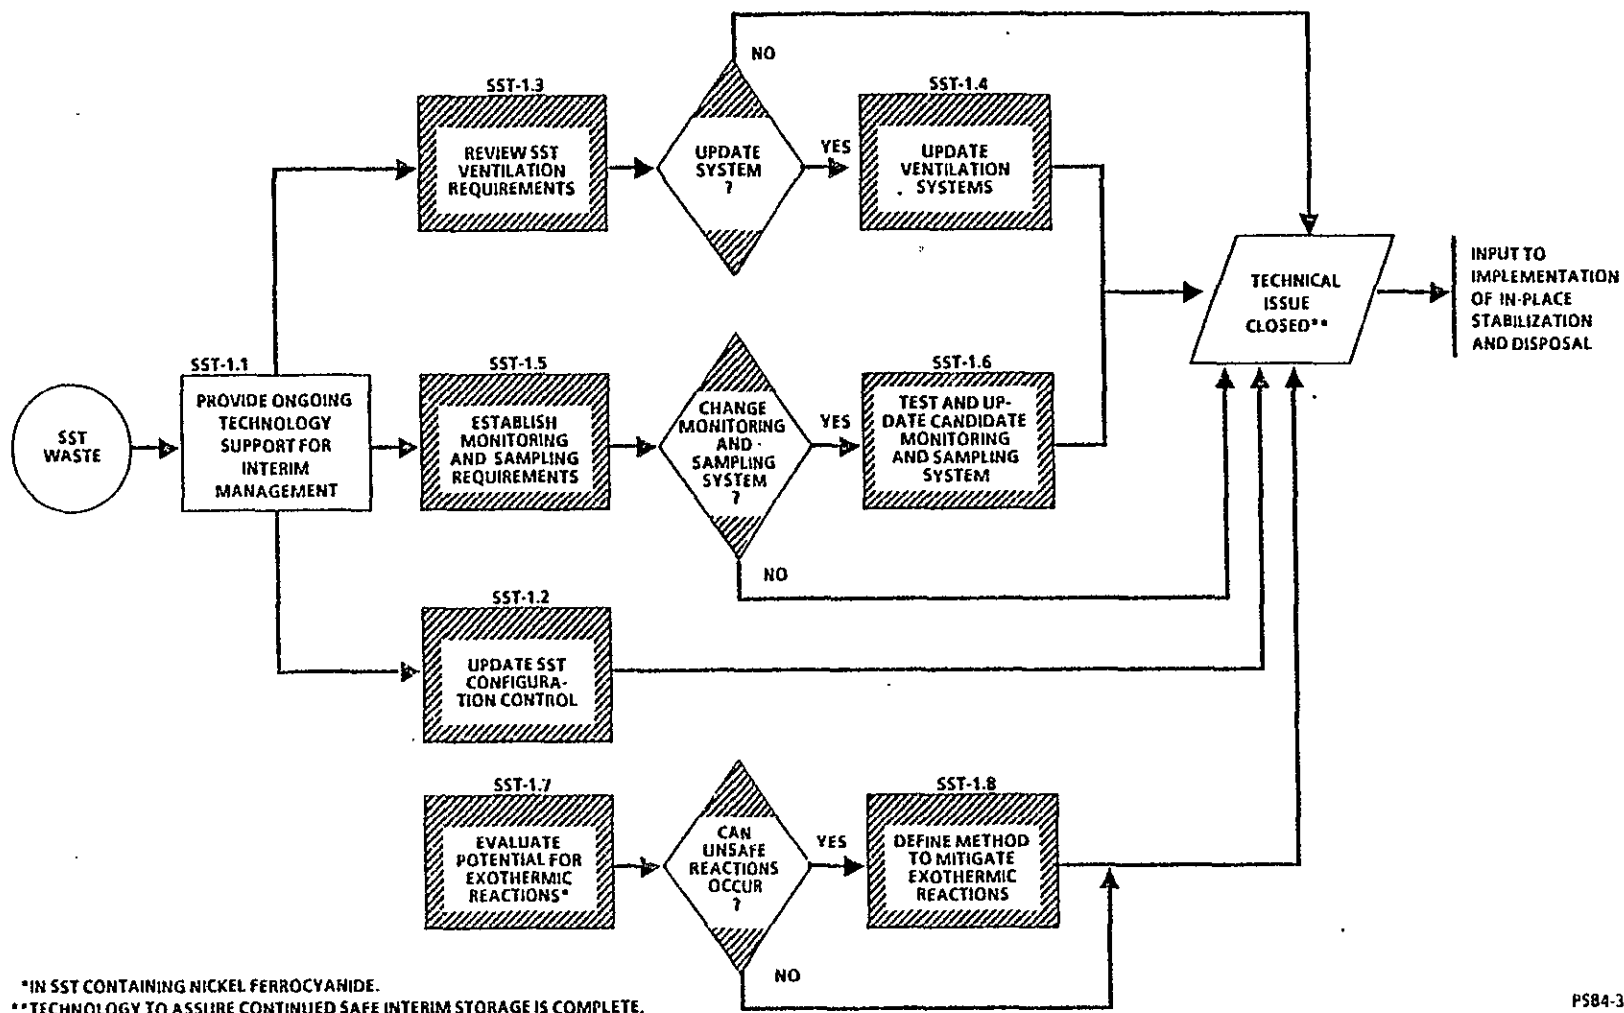 NO
SST-1.3
REVIEW SST
VENTILATION
REQUIREMENTS
UPDATE
SYSTEM
?
YES
SST-1.4
UPDATE
VENTILATION
SYSTEMS
TECHNICAL
ISSUE
CLOSED**
INPUT TO
IMPLEMENTATION
OF IN-PLACE
STABILIZATION
AND DISPOSAL
SST
WASTE
SST-1.1
PROVIDE ONGOING
TECHNOLOGY
SUPPORT FOR
INTERIM
MANAGEMENT
SST-1.5
ESTABLISH
MONITORING
AND SAMPLING
REQUIREMENTS
CHANGE
MONITORING
AND
SAMPLING
SYSTEM
?
YES
SST-1.6
TEST AND UP-
DATE CANDIDATE
MONITORING
AND SAMPLING
SYSTEM
NO
SST-1.2
UPDATE SST
CONFIGURA-
TION CONTROL
SST-1.7
EVALUATE
POTENTIAL FOR
EXOTHERMIC
REACTIONS*
CAN
UNSAFE
REACTIONS
OCCUR
?
YES
SST-1.8
DEFINE METHOD
TO MITIGATE
EXOTHERMIC
REACTIONS
NO
*IN SST CONTAINING NICKEL FERROCYANIDE.
**TECHNOLOGY TO ASSURE CONTINUED SAFE INTERIM STORAGE IS COMPLETE.
PS84-3